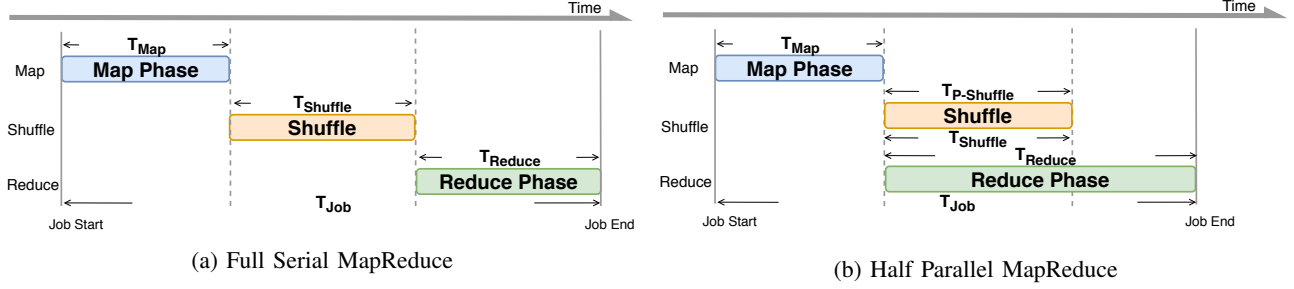 Time
T_Map
Map
Map Phase
T_Shuffle
Shuffle
Shuffle
T_Reduce
Reduce
Reduce Phase
T_Job
Job Start
Job End
(a) Full Serial MapReduce
Time
T_Map
Map
Map Phase
T_P-Shuffle
Shuffle
Shuffle
T_Shuffle
T_Reduce
Reduce
Reduce Phase
T_Job
Job Start
Job End
(b) Half Parallel MapReduce